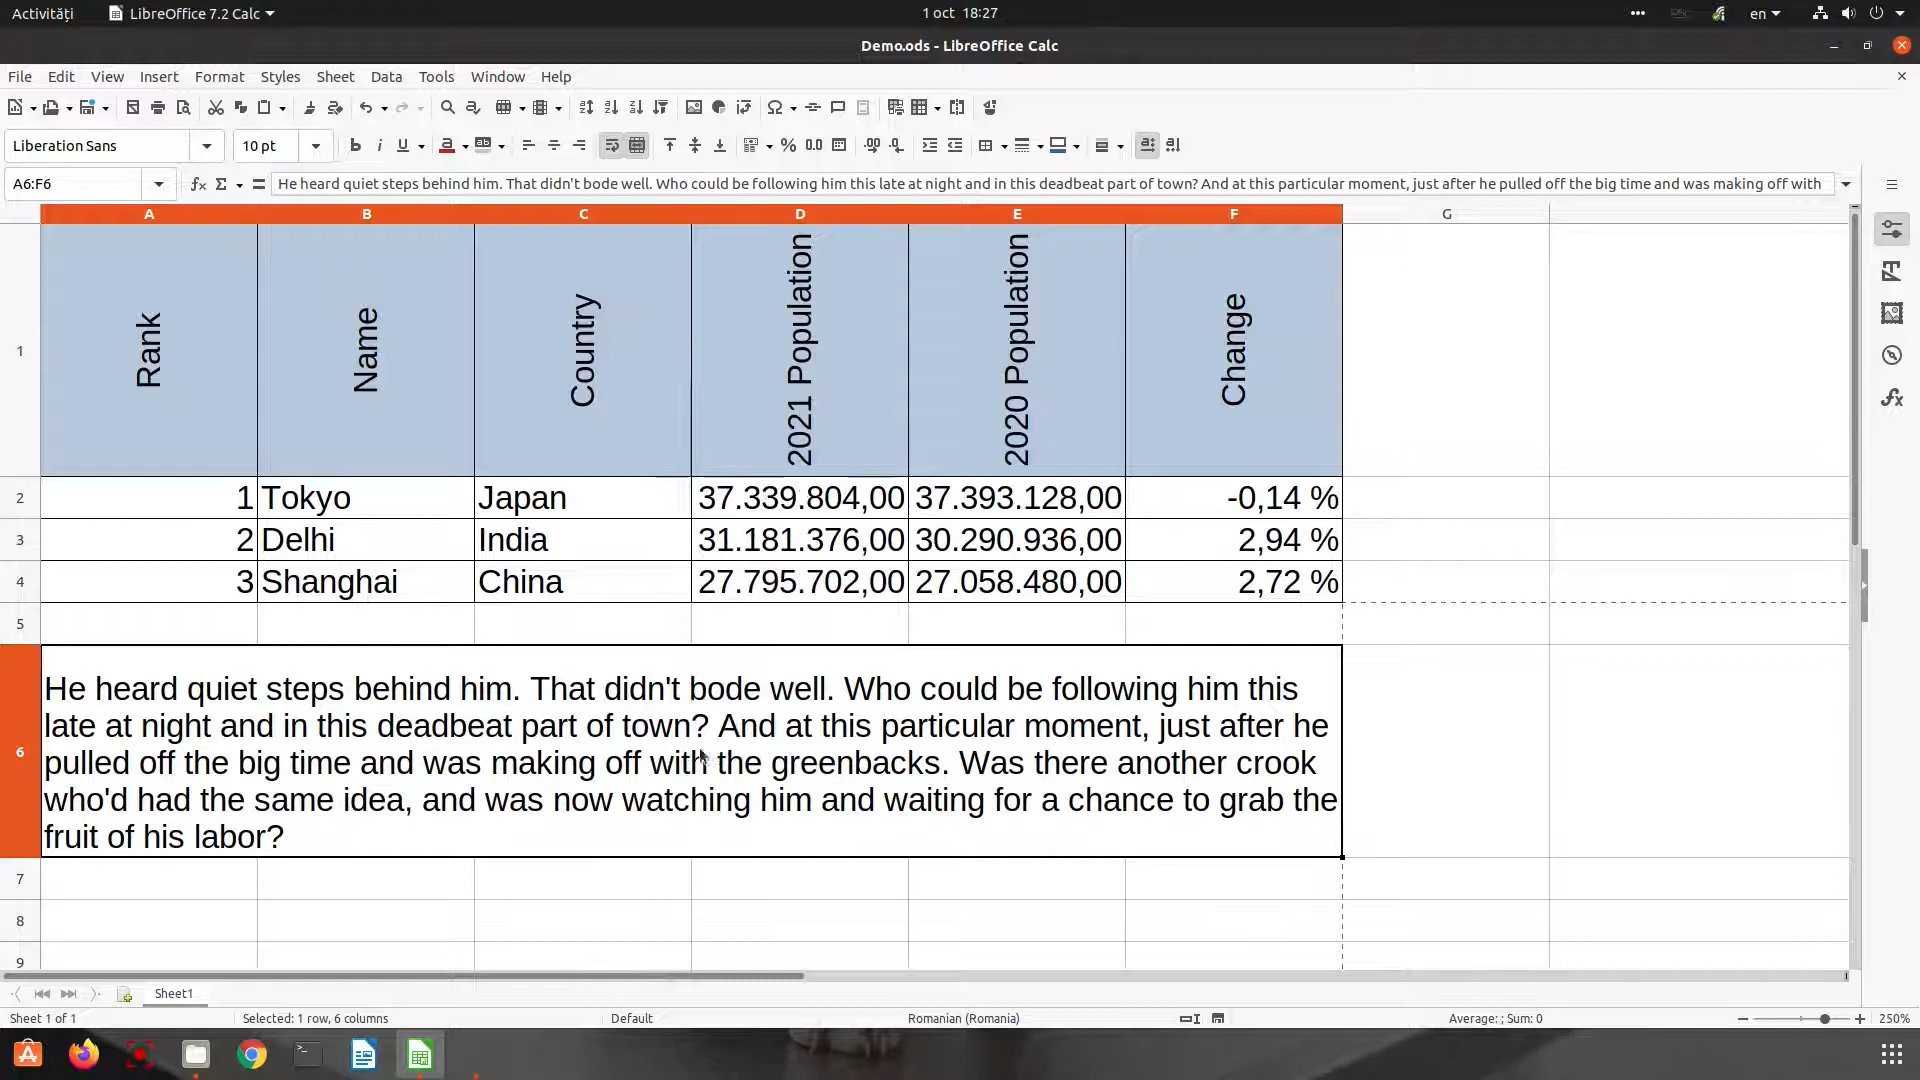 Activități LibreOffice 7.2 Calc 1 oct 18:27 en
Demo.ods - LibreOffice Calc
File Edit View Insert Format Styles Sheet Data Tools Window Help
Liberation Sans 10 pt
A6:F6 He heard quiet steps behind him. That didn't bode well. Who could be following him this late at night and in this deadbeat part of town? And at this particular moment, just after he pulled off the big time and was making off with
A B C D E F G
1 Rank Name Country 2021 Population 2020 Population Change
2 1 Tokyo Japan 37.339.804,00 37.393.128,00 -0,14 %
3 2 Delhi India 31.181.376,00 30.290.936,00 2,94 %
4 3 Shanghai China 27.795.702,00 27.058.480,00 2,72 %
5
6
He heard quiet steps behind him. That didn't bode well. Who could be following him this
late at night and in this deadbeat part of town? And at this particular moment, just after he
pulled off the big time and was making off with the greenbacks. Was there another crook
who'd had the same idea, and was now watching him and waiting for a chance to grab the
fruit of his labor?
7
8
9
Sheet1
Sheet 1 of 1 Selected: 1 row, 6 columns Default Romanian (Romania) Average: ; Sum: 0 250%